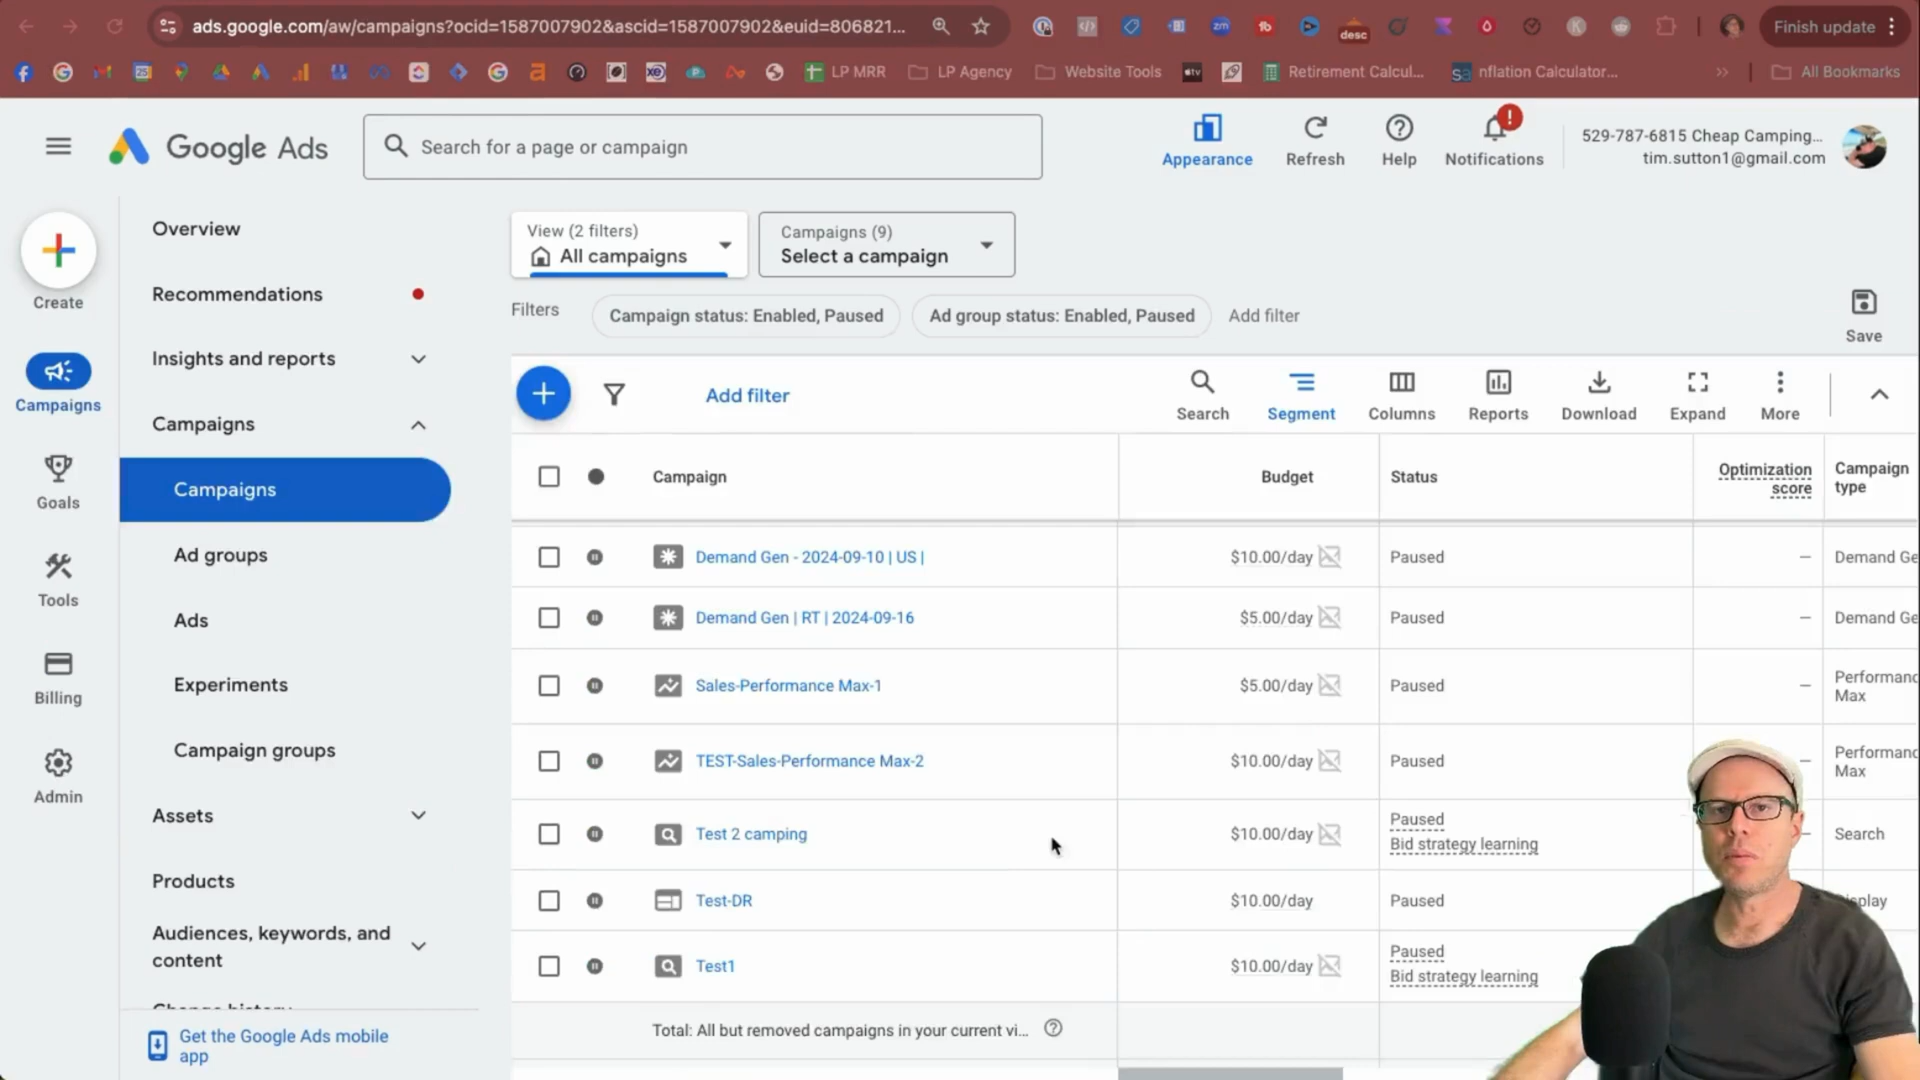 ads.google.com/aw/campaigns?ocid=1587007902&ascid=1587007902&euid=806821...
desc
Finish update
LP MRR
LP Agency
Website Tools
Retirement Calcul...
nflation Calculator...
All Bookmarks
Google Ads
Search for a page or campaign
Appearance
Refresh
Help
Notifications
529-787-6815 Cheap Camping...
tim.sutton1@gmail.com
Create
Campaigns
Goals
Tools
Billing
Admin
Overview
Recommendations
Insights and reports
Campaigns
Campaigns
Ad groups
Ads
Experiments
Campaign groups
Assets
Products
Audiences, keywords, and
content
Get the Google Ads mobile
app
View (2 filters)
All campaigns
Campaigns (9)
Select a campaign
Filters
Campaign status: Enabled, Paused
Ad group status: Enabled, Paused
Add filter
Save
Add filter
Search
Segment
Columns
Reports
Download
Expand
More
Campaign
Budget
Status
Optimization
score
Campaign
type
Demand Gen - 2024-09-10 | US |
$10.00/day
Paused
–
Demand Ge
Demand Gen | RT | 2024-09-16
$5.00/day
Paused
–
Demand Ge
Sales-Performance Max-1
$5.00/day
Paused
–
Performanc
Max
TEST-Sales-Performance Max-2
$10.00/day
Paused
–
Performanc
Max
Test 2 camping
$10.00/day
Paused
Bid strategy learning
Search
Test-DR
$10.00/day
Paused
splay
Test1
$10.00/day
Paused
Bid strategy learning
Total: All but removed campaigns in your current vi...